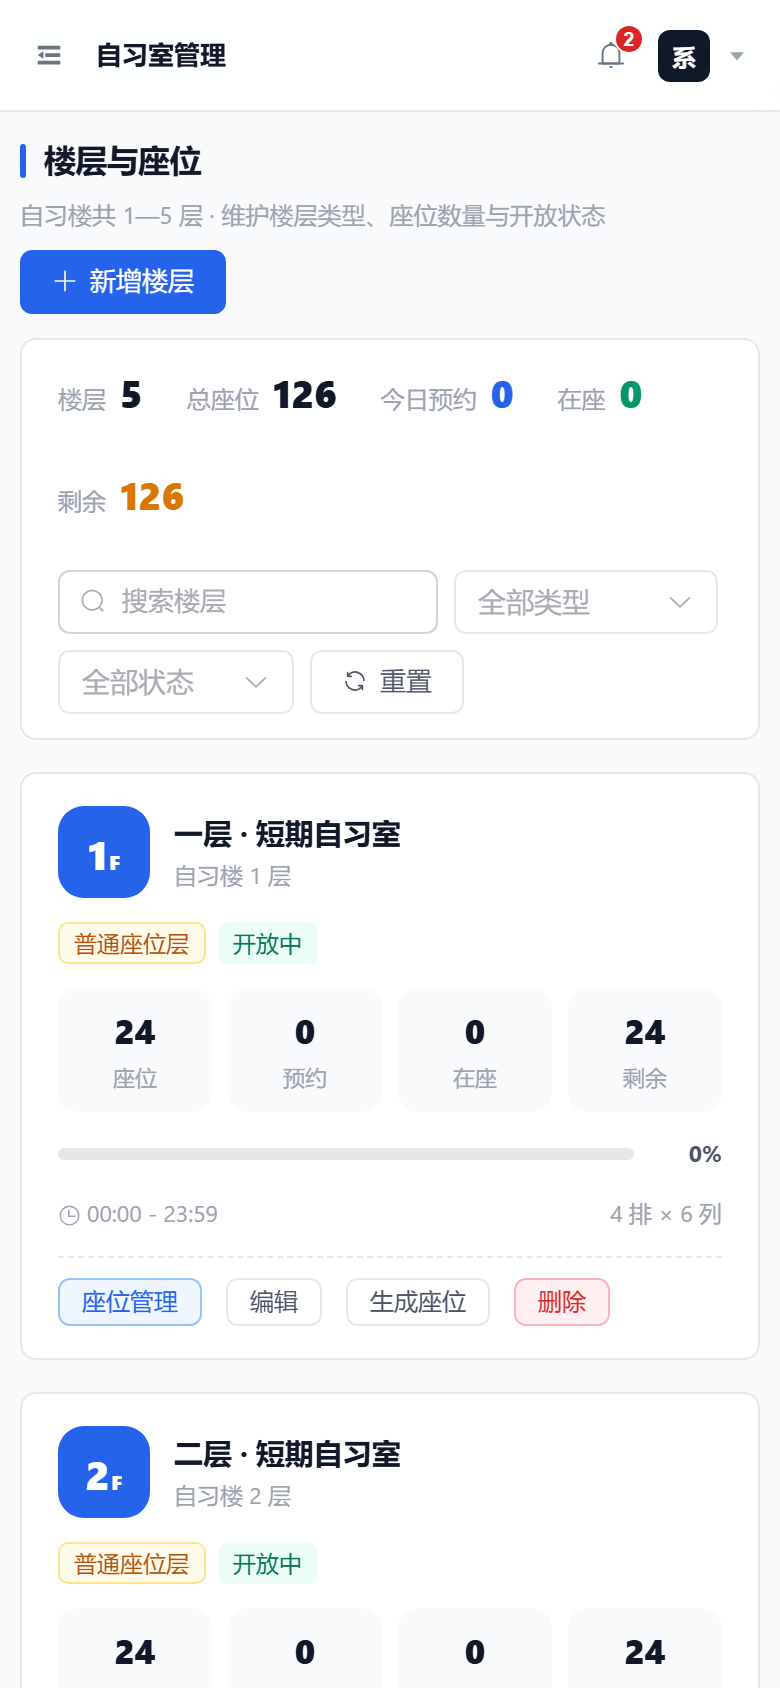 自习室管理
2
系
楼层与座位
自习楼共 1—5 层 · 维护楼层类型、座位数量与开放状态
新增楼层
楼层 5 总座位 126 今日预约 0 在座 0
剩余 126
搜索楼层
全部类型
全部状态
重置
1F
一层 · 短期自习室
自习楼 1 层
普通座位层 开放中
24 0 0 24
座位 预约 在座 剩余
0%
00:00 - 23:59
4 排 × 6 列
座位管理 编辑 生成座位 删除
2F
二层 · 短期自习室
自习楼 2 层
普通座位层 开放中
24 0 0 24